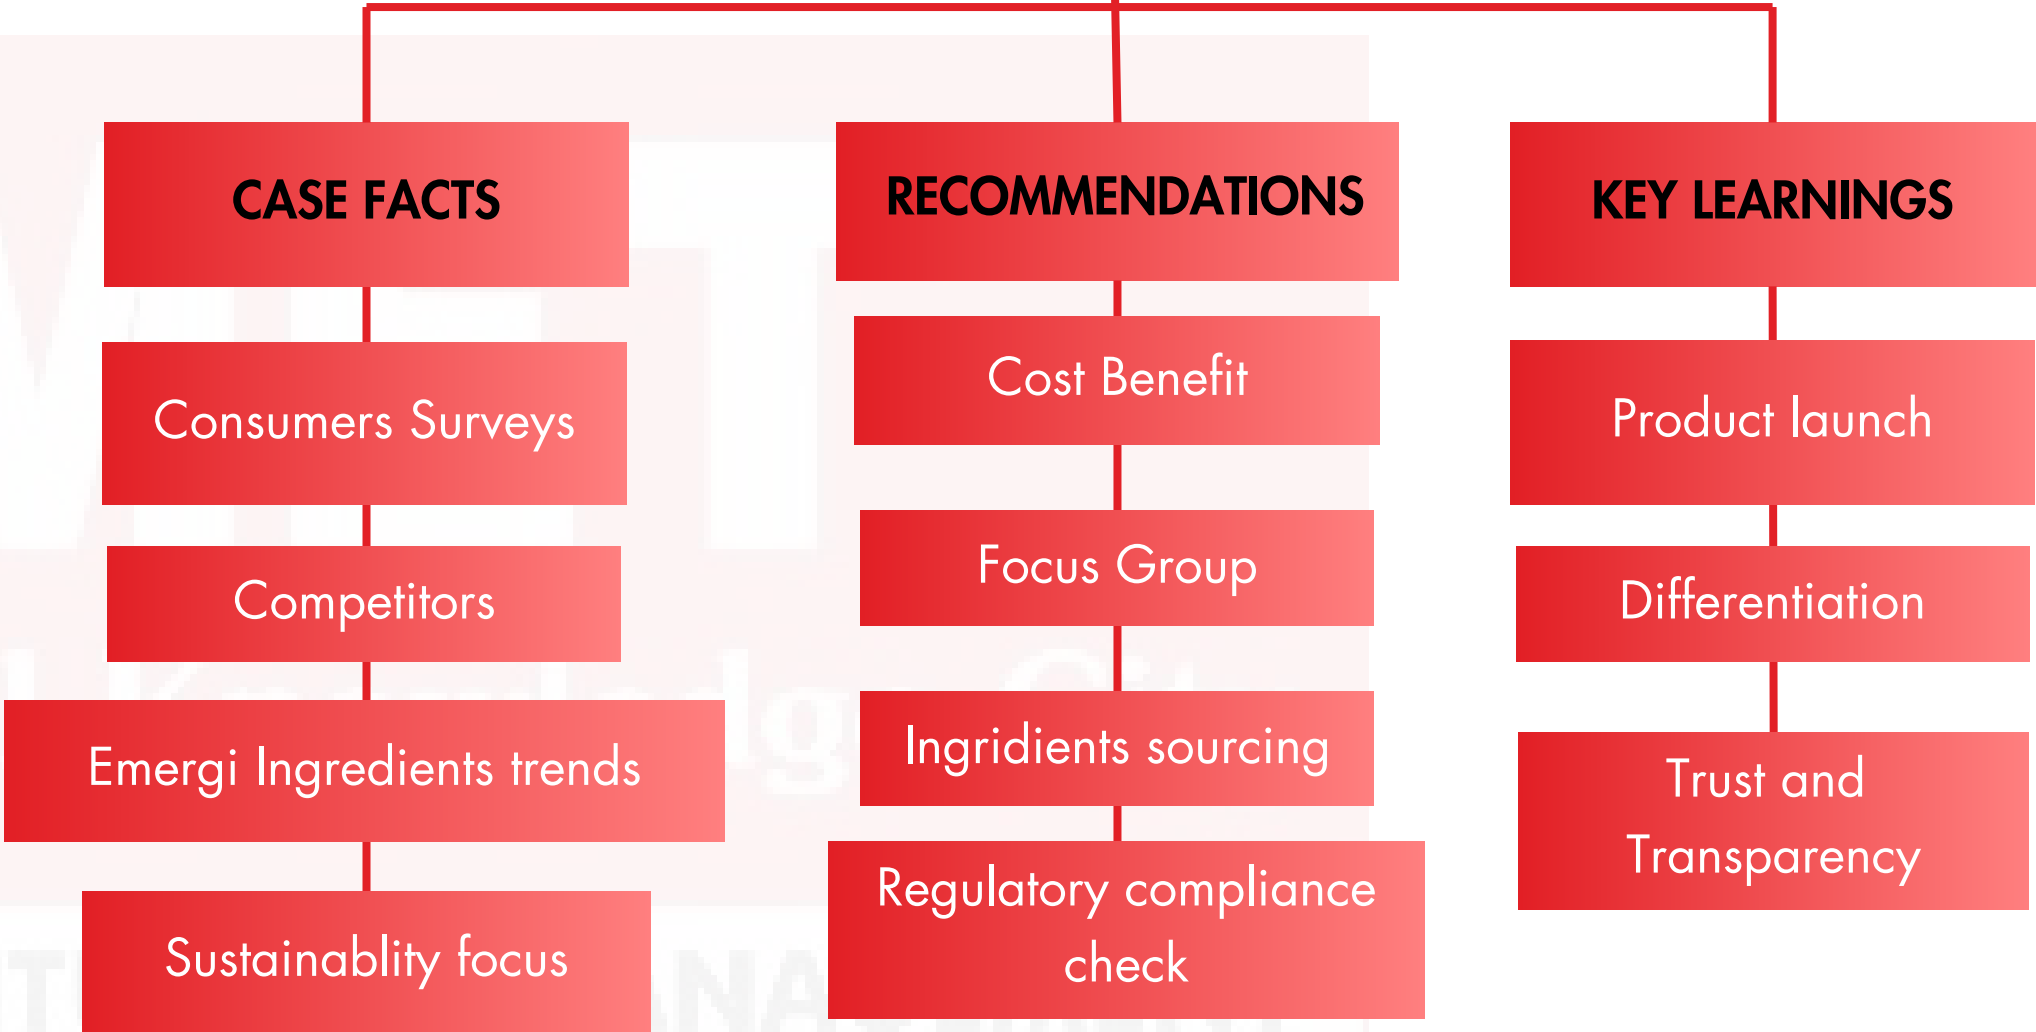 CASE FACTS
Consumers Surveys
Competitors
Emergi Ingredients trends
Sustainablity focus
RECOMMENDATIONS
Cost Benefit
Focus Group
Ingridients sourcing
Regulatory compliance
check
KEY LEARNINGS
Product launch
Differentiation
Trust and
Transparency